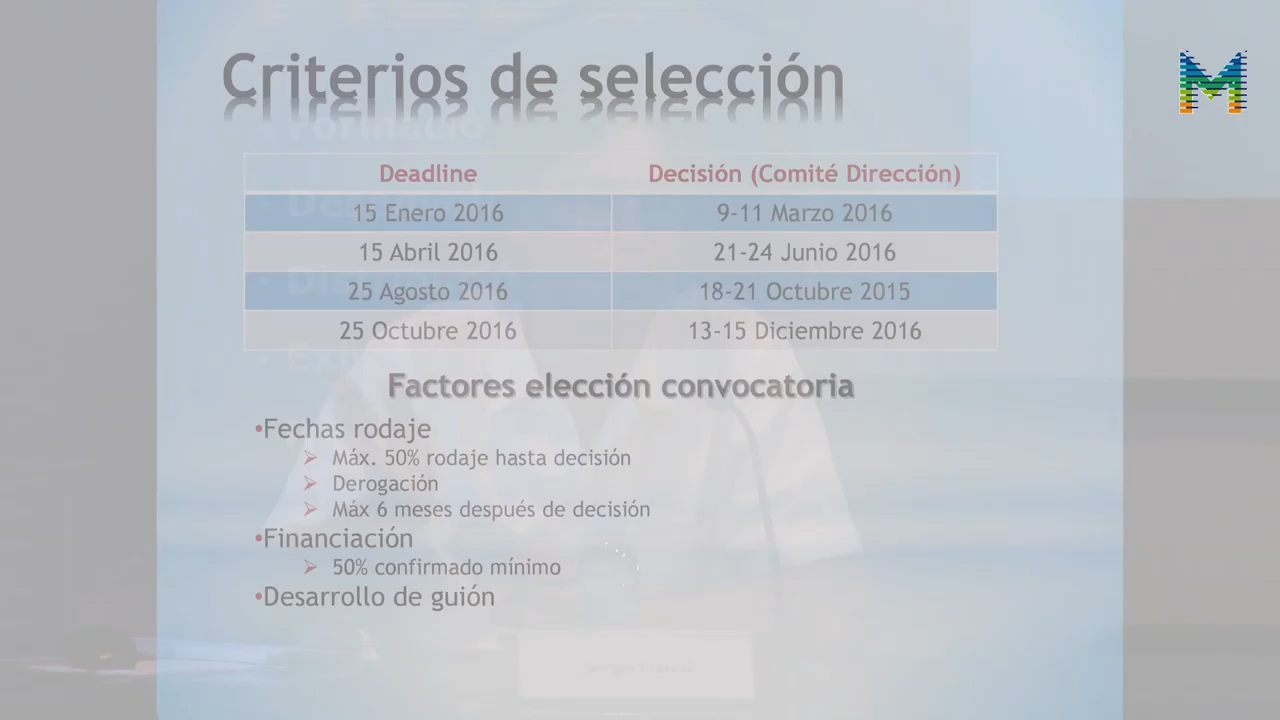 Criterios de selección
Deadline
Decisión (Comité Dirección)
15 Enero 2016
9-11 Marzo 2016
15 Abril 2016
21-24 Junio 2016
25 Agosto 2016
18-21 Octubre 2015
25 Octubre 2016
13-15 Diciembre 2016
Factores elección convocatoria
•Fechas rodaje
Máx. 50% rodaje hasta decisión
Derogación
Máx 6 meses después de decisión
•Financiación
50% confirmado mínimo
•Desarrollo de guión
M